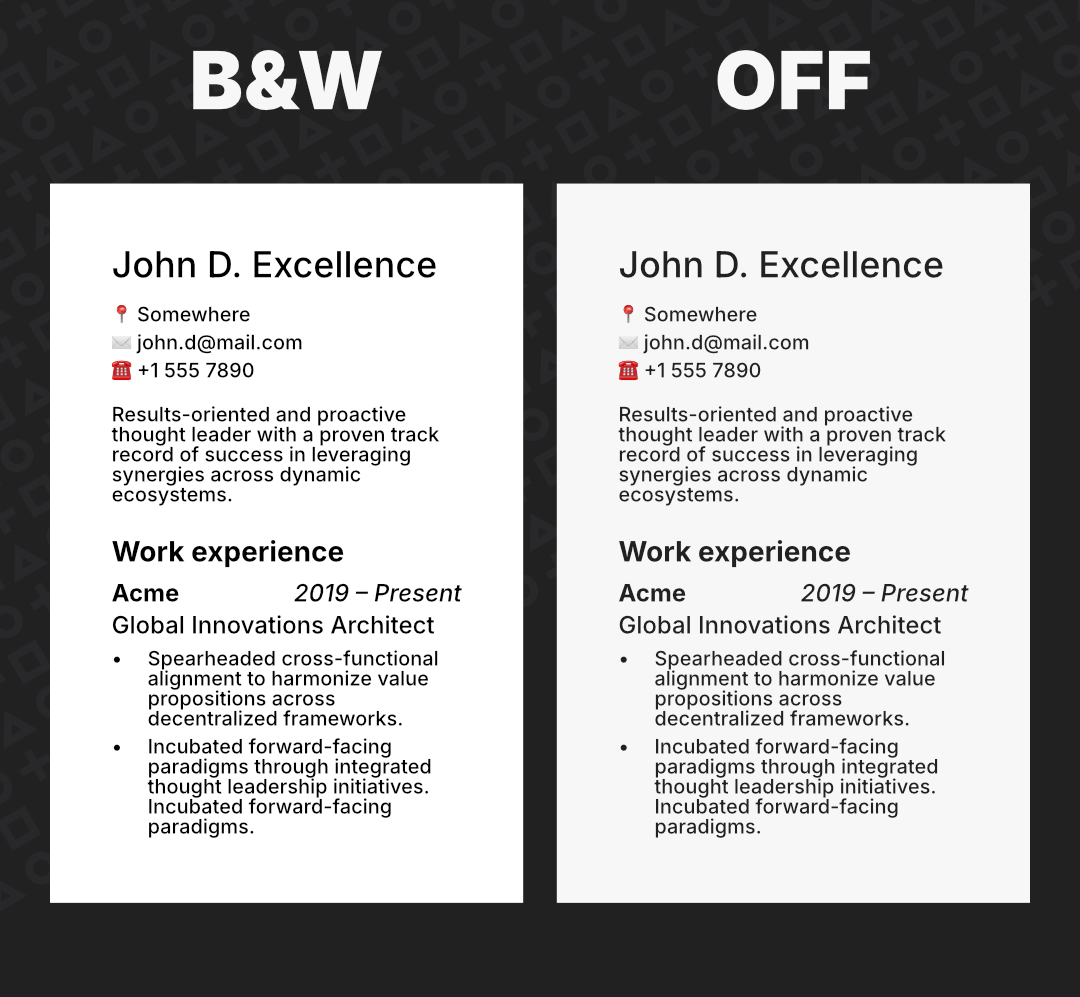 B&W
John D. Excellence
📍 Somewhere
✉️ john.d@mail.com
☎️ +1 555 7890
Results-oriented and proactive
thought leader with a proven track
record of success in leveraging
synergies across dynamic
ecosystems.
Work experience
Acme 2019 – Present
Global Innovations Architect
• Spearheaded cross-functional
alignment to harmonize value
propositions across
decentralized frameworks.
• Incubated forward-facing
paradigms through integrated
thought leadership initiatives.
Incubated forward-facing
paradigms.
OFF
John D. Excellence
📍 Somewhere
✉️ john.d@mail.com
☎️ +1 555 7890
Results-oriented and proactive
thought leader with a proven track
record of success in leveraging
synergies across dynamic
ecosystems.
Work experience
Acme 2019 – Present
Global Innovations Architect
• Spearheaded cross-functional
alignment to harmonize value
propositions across
decentralized frameworks.
• Incubated forward-facing
paradigms through integrated
thought leadership initiatives.
Incubated forward-facing
paradigms.